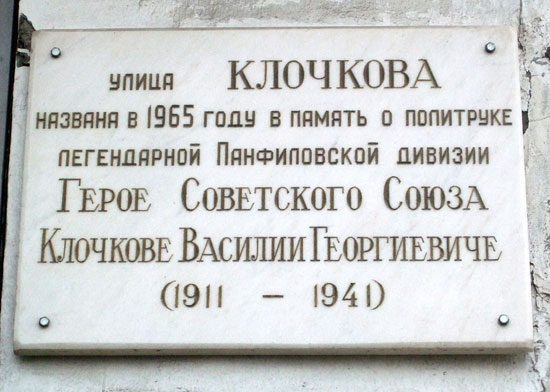 улица КЛОЧКОВА
названа в 1965 году в память о политруке
легендарной Панфиловской дивизии
Герое Советского Союза
Клочкове Василии Георгиевиче
(1911 – 1941)